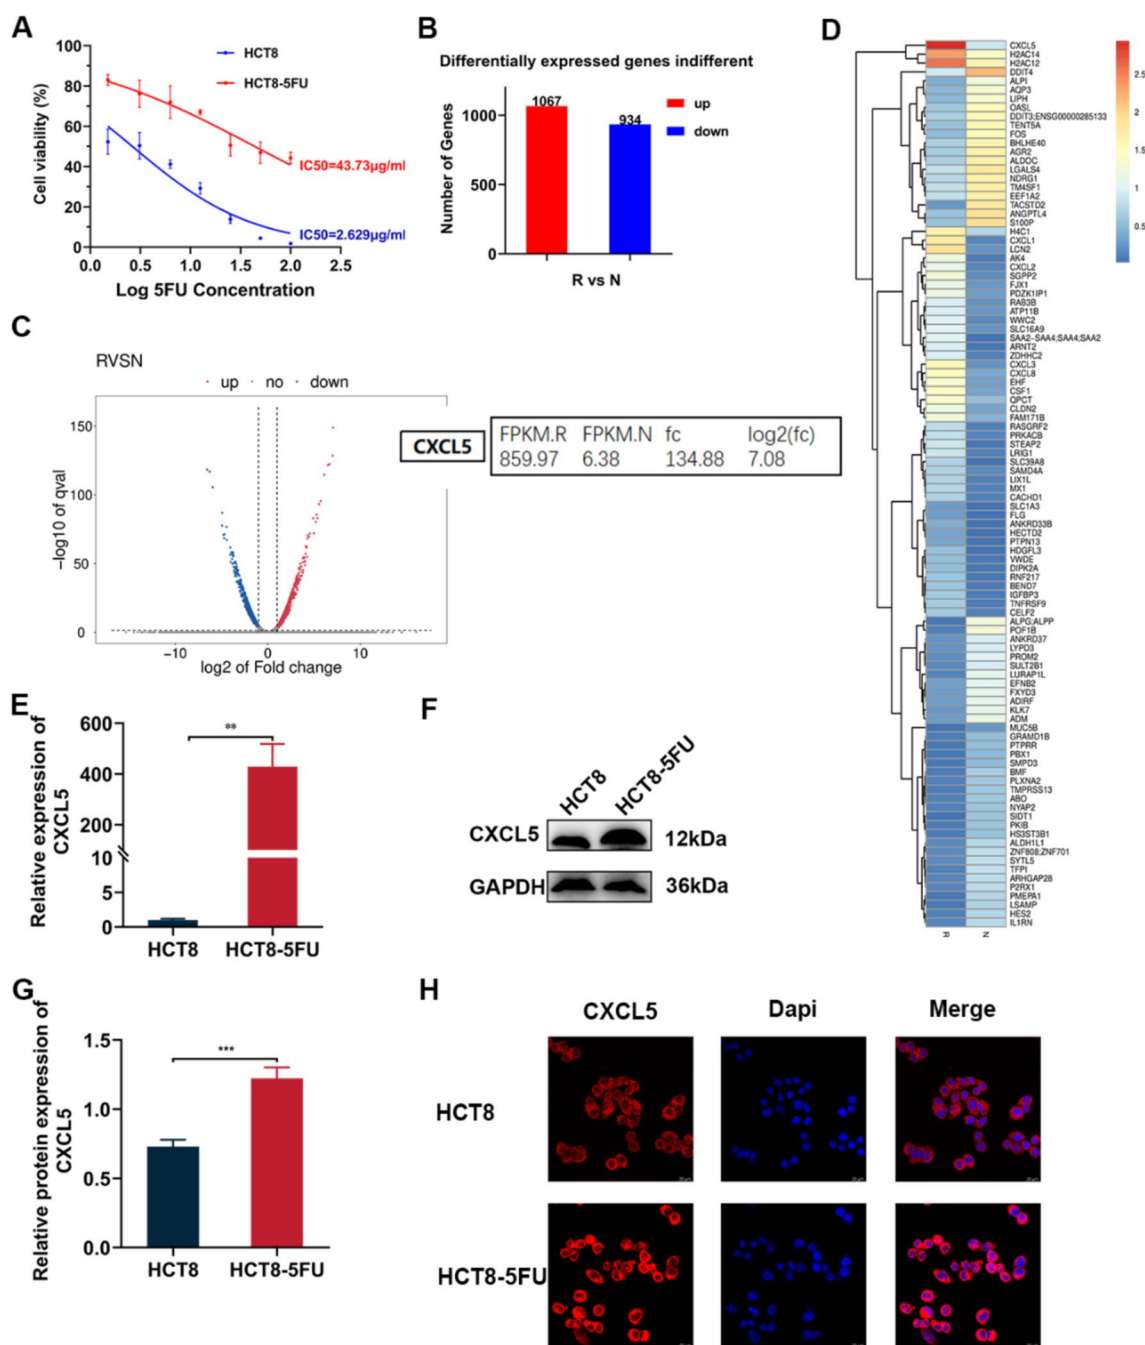 A
100
80
60
40
20
0
Cell viability (%)
HCT8
HCT8-5FU
IC50=43.73μg/ml
IC50=2.629μg/ml
0.0 0.5 1.0 1.5 2.0 2.5
Log 5FU Concentration
B
Differentially expressed genes indifferent
1067
934
up
down
1000
500
0
Number of Genes
R vs N
C
RVSN
up no down
150
100
50
0
−log10 of qval
−10 0 10
log2 of Fold change
CXCL5
FPKM.R FPKM.N fc log2(fc)
859.97 6.38 134.88 7.08
D
CXCL5
H2AC14
H2AC12
DDIT4
ALPI
AQP3
LIPH
OASL
DDIT3;ENSG00000285133
TENT5A
FOS
BHLHE40
AGR2
ALDOC
LGALS4
NDRG1
TM4SF1
EEF1A2
TACSTD2
ANGPTL4
S100P
H4C1
CXCL1
LCN2
AK4
CXCL2
SGPP2
FJX1
PDZK1IP1
RAB3B
ATP11B
WWC2
SLC16A9
SAA2−SAA4;SAA4;SAA2
ARNT2
ZDHHC2
CXCL3
CXCL8
EHF
CSF1
QPCT
CLDN2
FAM171B
RASGRF2
PRKACB
STEAP2
LRIG1
SLC39A8
SAMD4A
LIX1L
MX1
CACHD1
SLC1A3
FLG
ANKRD33B
HECTD2
PTPN13
HDGFL3
VWDE
DIPK2A
RNF217
BEND7
IGFBP3
TNFRSF9
CELF2
ALPG;ALPP
POF1B
ANKRD37
LYPD3
PROM2
SULT2B1
LURAP1L
EFNB2
FXYD3
ADIRF
KLK7
ADM
MUC5B
GRAMD1B
PTPRR
PBX1
SMPD3
BMF
PLXNA2
TMPRSS13
ABO
NYAP2
SIDT1
PKIB
HS3ST3B1
ALDH1L1
ZNF808;ZNF701
SYTL5
TFPI
ARHGAP28
P2RX1
PMEPA1
LSAMP
HES2
IL1RN
R N
2.5
2
1.5
1
0.5
E
600
400
200
10
5
0
Relative expression of
CXCL5
**
HCT8 HCT8-5FU
F
HCT8 HCT8-5FU
CXCL5 12kDa
GAPDH 36kDa
G
1.5
1.0
0.5
0.0
Relative protein expression of
CXCL5
***
HCT8 HCT8-5FU
H
CXCL5 Dapi Merge
HCT8
HCT8-5FU